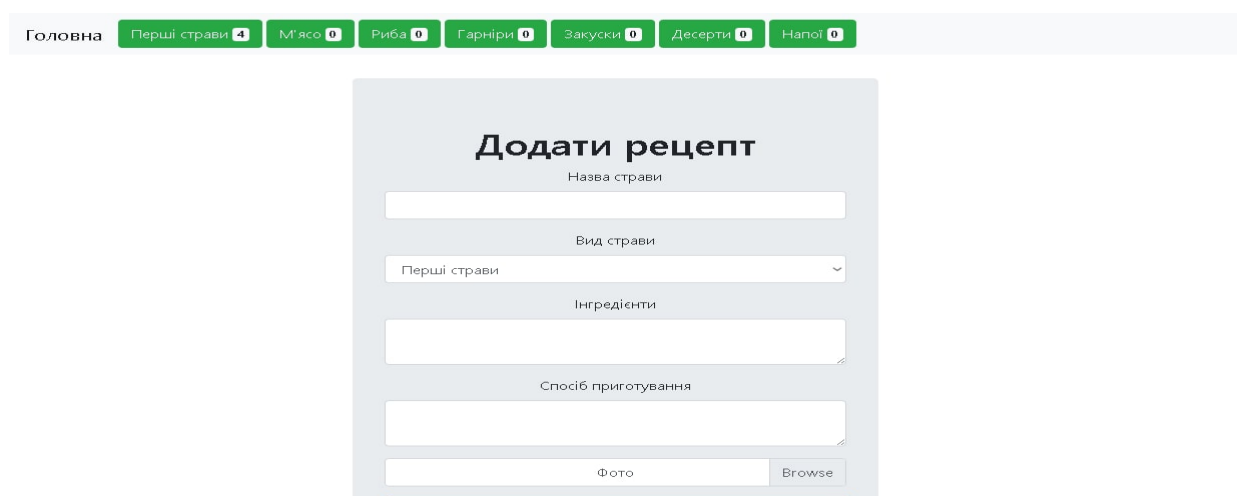 Головна Перші страви 4 М'ясо 0 Риба 0 Гарніри 0 Закуски 0 Десерти 0 Напої 0
Додати рецепт
Назва страви
Вид страви
Перші страви
Інгредієнти
Спосіб приготування
Фото Browse